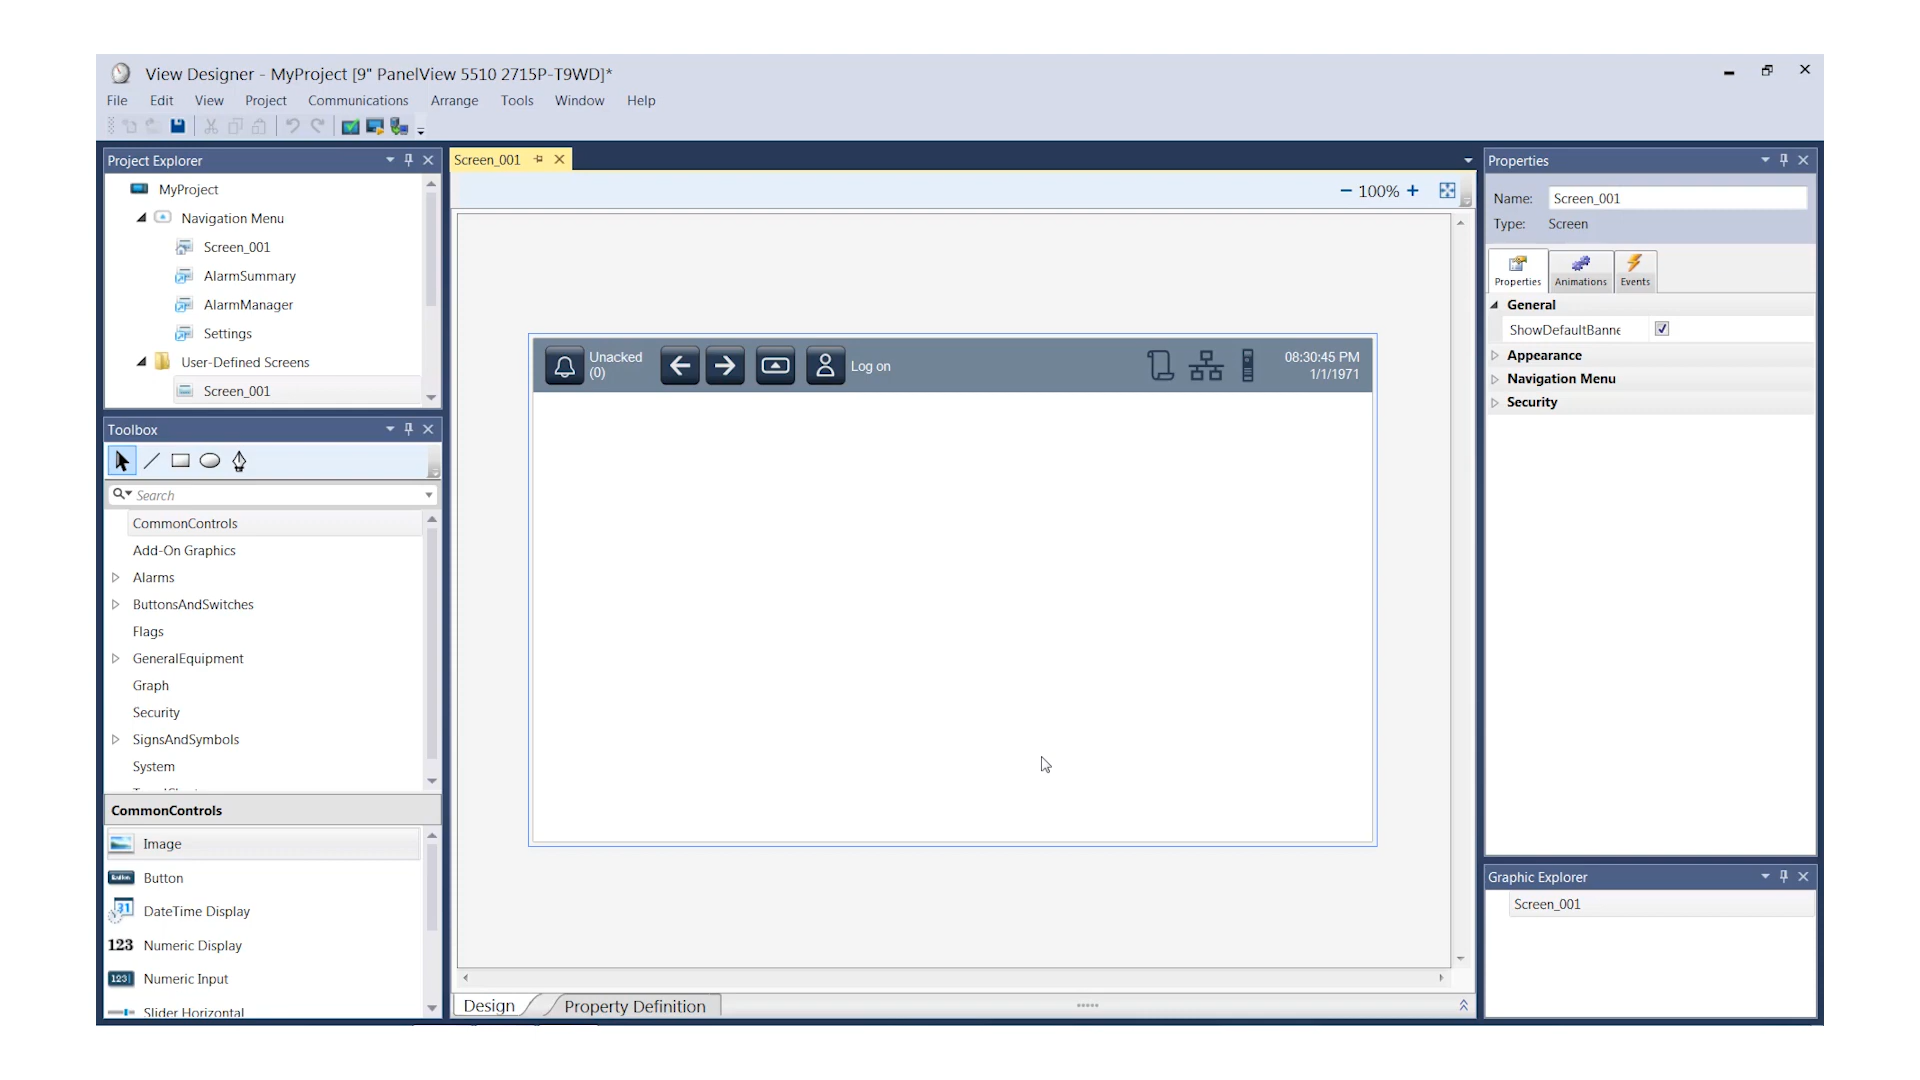 View Designer - MyProject [9" PanelView 5510 2715P-T9WD]*
File Edit View Project Communications Arrange Tools Window Help
Project Explorer
MyProject
Navigation Menu
Screen_001
AlarmSummary
AlarmManager
Settings
User-Defined Screens
Screen_001
Toolbox
Search
CommonControls
Add-On Graphics
Alarms
ButtonsAndSwitches
Flags
GeneralEquipment
Graph
Security
SignsAndSymbols
System
CommonControls
Image
Button
Button
31
DateTime Display
123 Numeric Display
123 Numeric Input
Slider Horizontal
Screen_001
100%
Unacked
(0)
Log on
08:30:45 PM
1/1/1971
Design
Property Definition
Properties
Name: Screen_001
Type: Screen
Properties Animations Events
General
ShowDefaultBanne
Appearance
Navigation Menu
Security
Graphic Explorer
Screen_001